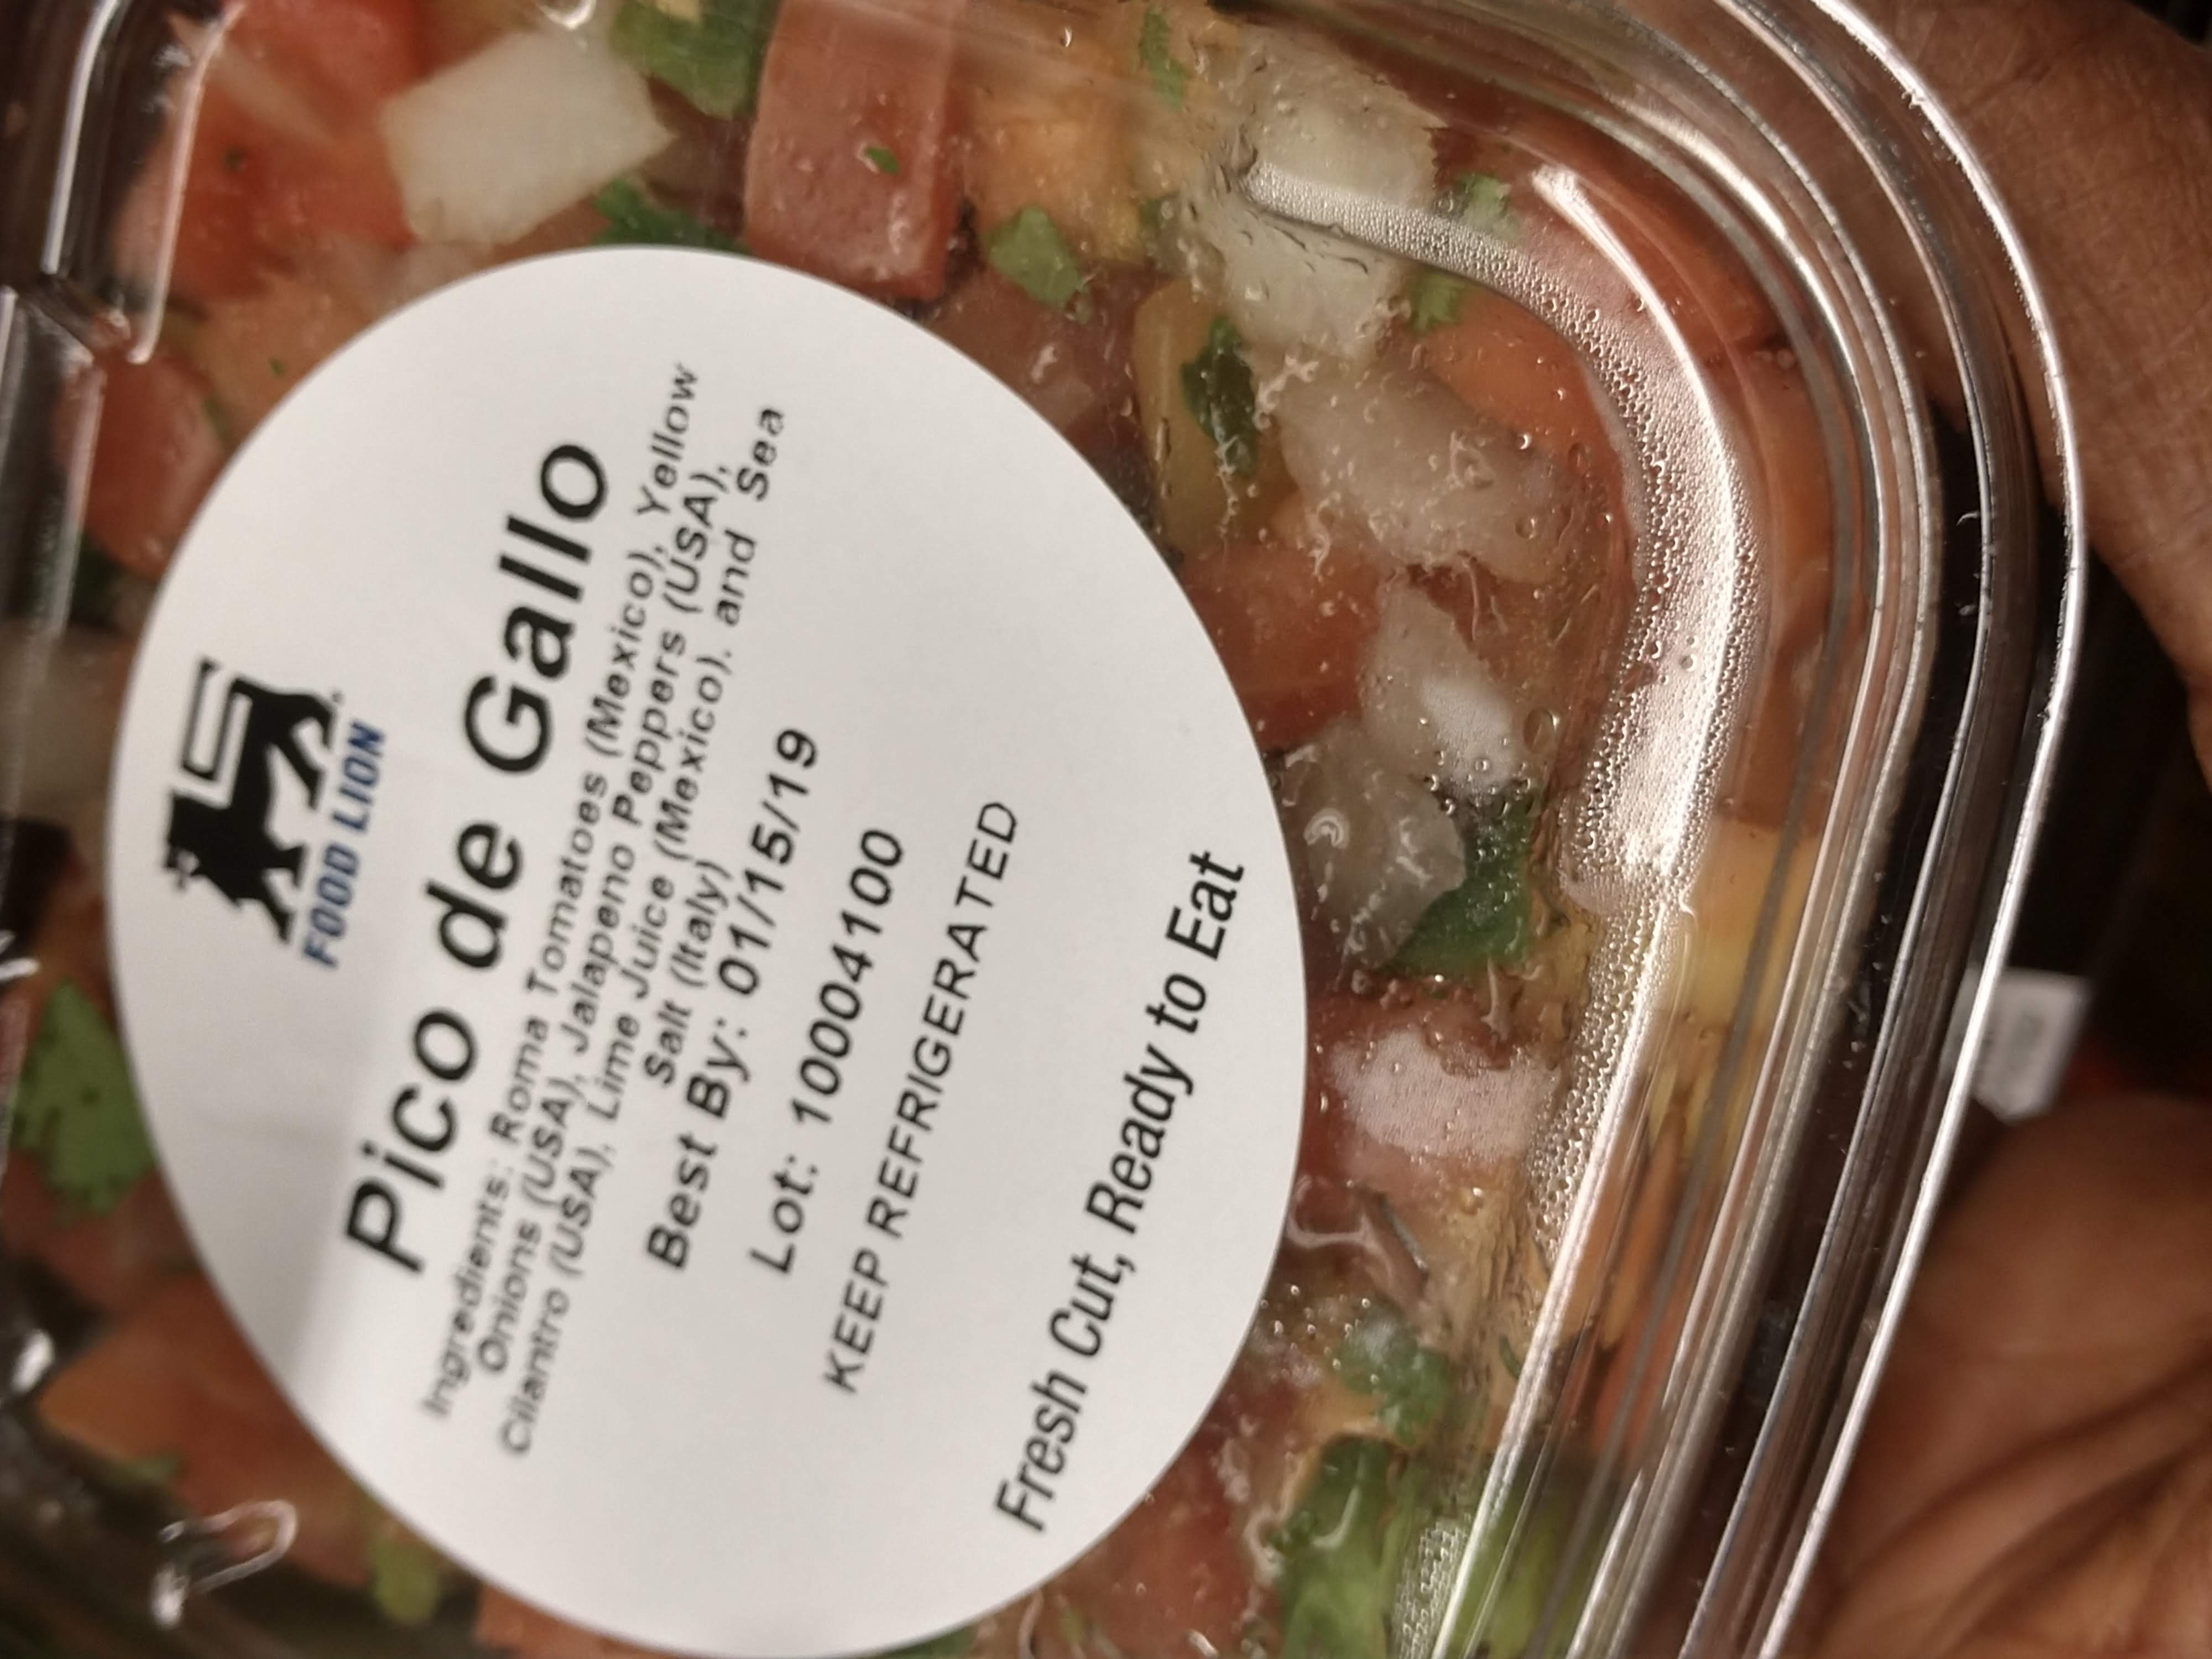 FOOD LION
Pico de Gallo
Ingredients: Roma Tomatoes (Mexico), Yellow
Onions (USA), Jalapeno Peppers (USA),
Cilantro (USA), Lime Juice (Mexico). and Sea
Salt (Italy)
Best By: 01/15/19
Lot: 10004100
KEEP REFRIGERATED
Fresh Cut, Ready to Eat